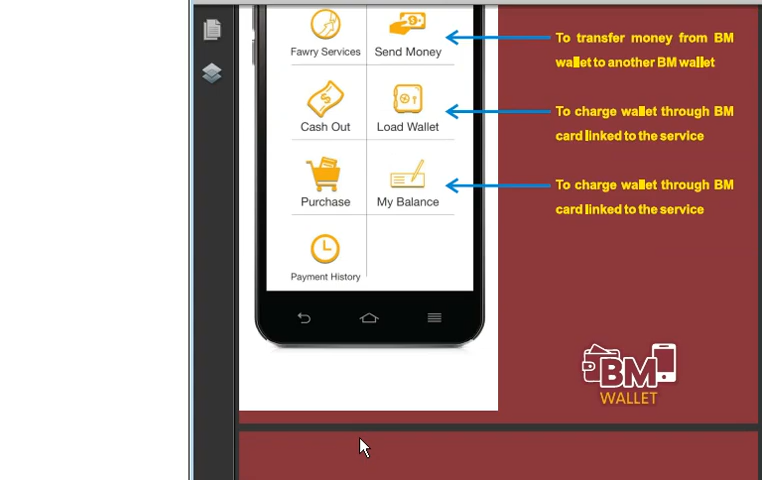 Fawry Services
Send Money
To transfer money from BM
wallet to another BM wallet
Cash Out
Load Wallet
To charge wallet through BM
card linked to the service
Purchase
My Balance
To charge wallet through BM
card linked to the service
Payment History
BM
WALLET